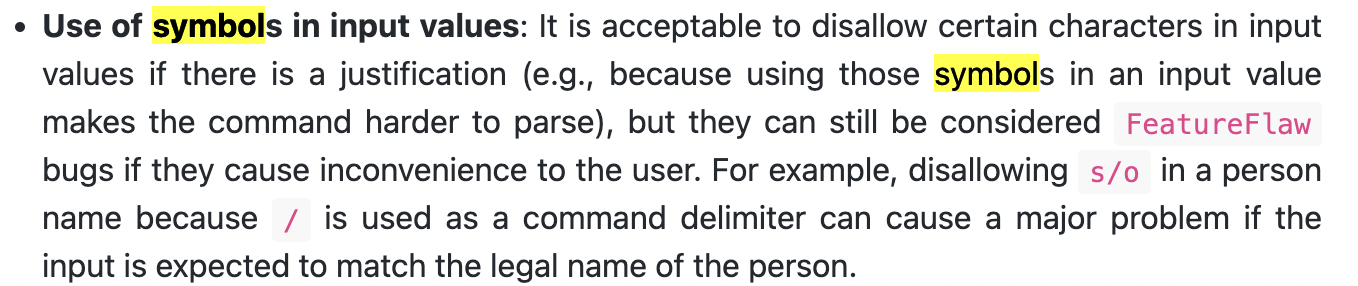 • Use of symbols in input values: It is acceptable to disallow certain characters in input
values if there is a justification (e.g., because using those symbols in an input value
makes the command harder to parse), but they can still be considered FeatureFlaw
bugs if they cause inconvenience to the user. For example, disallowing s/o in a person
name because / is used as a command delimiter can cause a major problem if the
input is expected to match the legal name of the person.